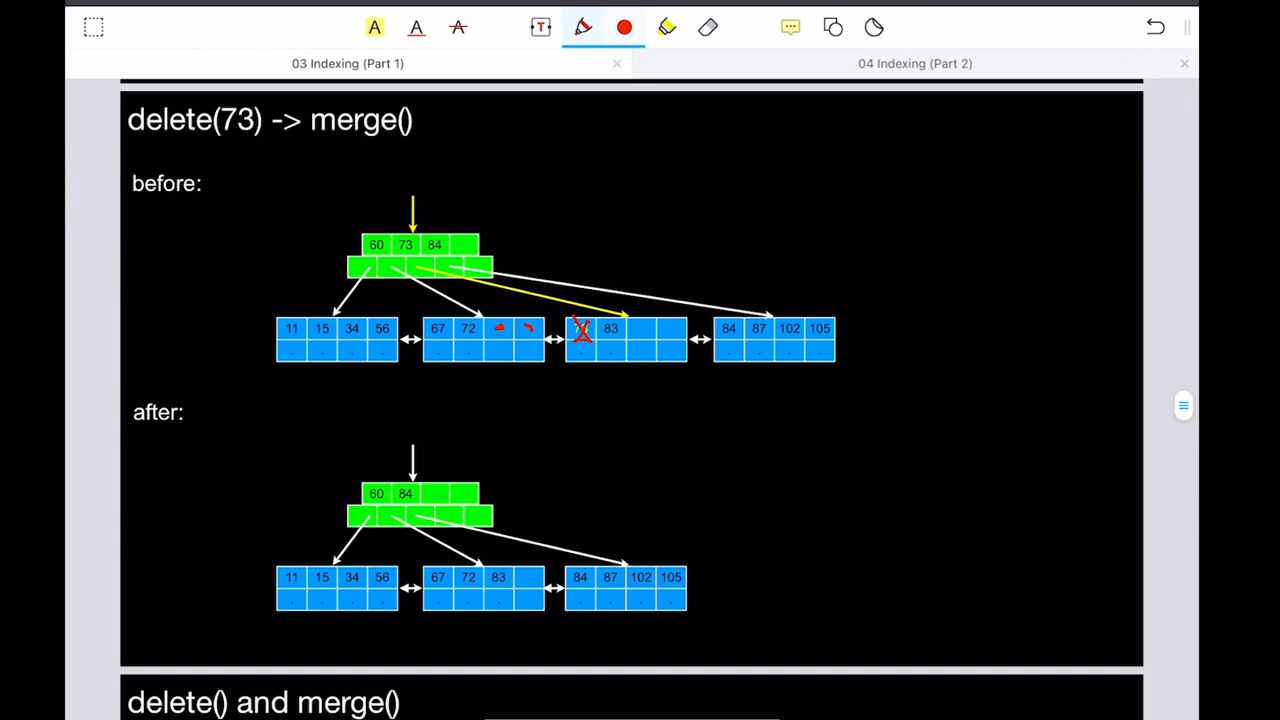 A A A T
03 Indexing (Part 1) × 04 Indexing (Part 2) ×
delete(73) -> merge()
before:
60 73 84
11 15 34 56 67 72 83 84 87 102 105
after:
60 84
11 15 34 56 67 72 83 84 87 102 105
delete() and merge()